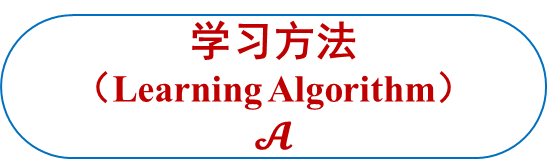 学习方法
（Learning Algorithm）
𝓐